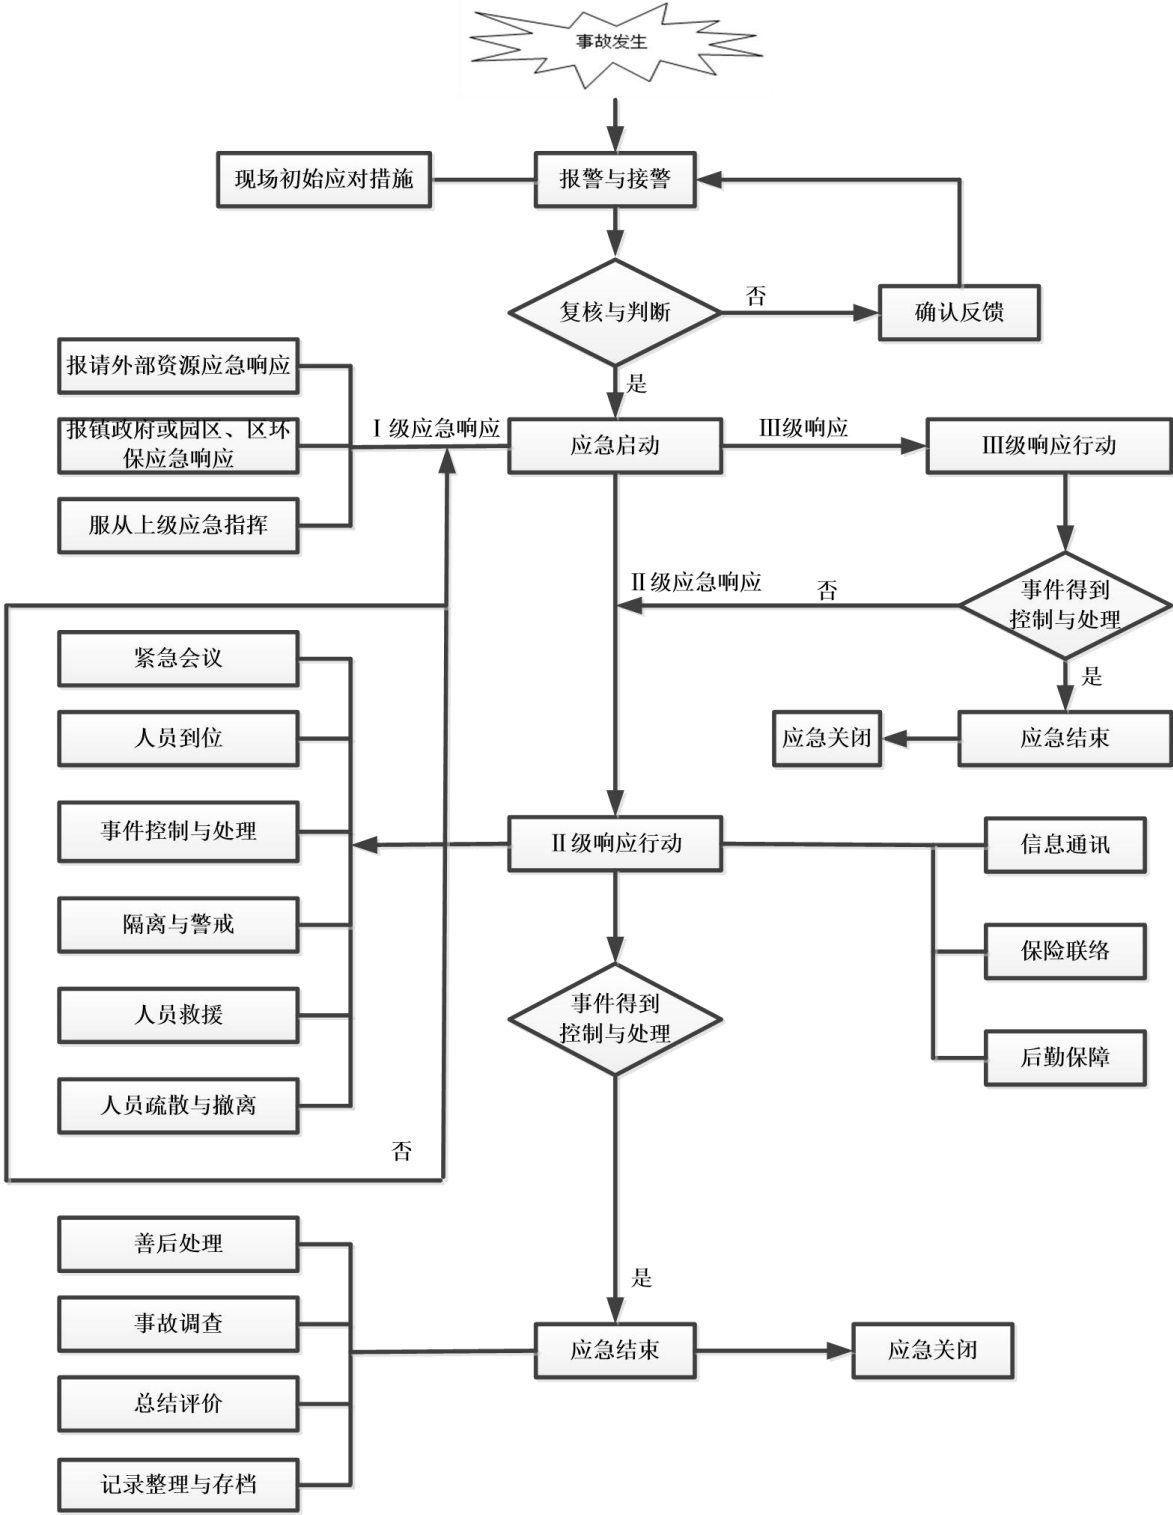 事故发生
现场初始应对措施
报警与接警
复核与判断
否
确认反馈
是
报请外部资源应急响应
报镇政府或园区、区环
保应急响应
服从上级应急指挥
Ⅰ级应急响应
应急启动
Ⅲ级响应
Ⅲ级响应行动
Ⅱ级应急响应
否
事件得到
控制与处理
是
应急关闭
应急结束
紧急会议
人员到位
事件控制与处理
隔离与警戒
人员救援
人员疏散与撤离
Ⅱ级响应行动
信息通讯
保险联络
后勤保障
事件得到
控制与处理
否
是
善后处理
事故调查
总结评价
记录整理与存档
应急结束
应急关闭